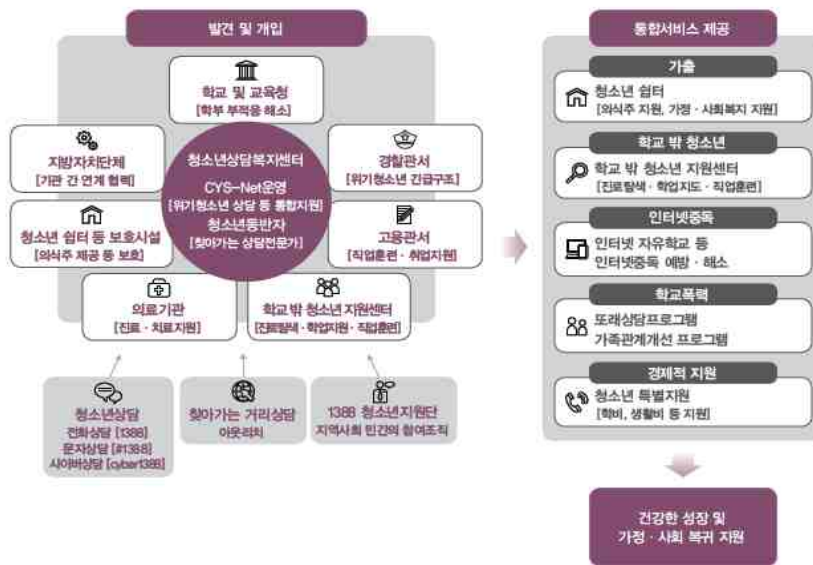 발견 및 개입
학교 및 교육청
[학부 부적응 해소]
지방자치단체
[기관 간 연계 협력]
경찰관서
[위기청소년 긴급구조]
청소년상담복지센터
CYS-Net운영
[위기청소년 상담 등 통합지원]
청소년동반자
[찾아가는 상담전문가]
청소년 쉼터 등 보호시설
[의식주 제공 등 보호]
고용관서
[직업훈련·취업지원]
의료기관
[진료·치료지원]
학교 밖 청소년 지원센터
[진로탐색·학업지원·직업훈련]
청소년상담
전화상담 [1388]
문자상담 [#1388]
사이버상담 [cyber1388]
찾아가는 거리상담
아웃리치
1388 청소년지원단
지역사회 민간의 참여조직
통합서비스 제공
가출
청소년 쉼터
[의식주 지원, 가정·사회복지 지원]
학교 밖 청소년
학교 밖 청소년 지원센터
[진로탐색·학업지도·직업훈련]
인터넷중독
인터넷 자유학교 등
인터넷중독 예방·해소
학교폭력
또래상담프로그램
가족관계개선 프로그램
경제적 지원
청소년 특별지원
[학비, 생활비 등 지원]
건강한 성장 및
가정·사회 복귀 지원